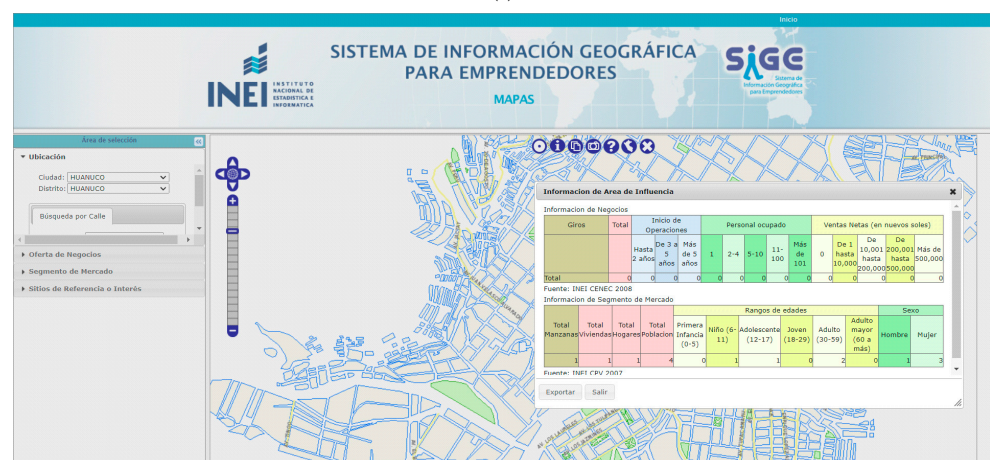 Inicio
SISTEMA DE INFORMACIÓN GEOGRÁFICA
PARA EMPRENDEDORES
MAPAS
INEI
INSTITUTO
NACIONAL DE
ESTADISTICA E
INFORMATICA
SiGE
Sistema de
Información Geográfica
para Emprendedores
Área de selección
Ubicación
Ciudad: HUANUCO
Distrito: HUANUCO
Búsqueda por Calle
Oferta de Negocios
Segmento de Mercado
Sitios de Referencia o Interés
Informacion de Area de Influencia
Informacion de Negocios
Giros Total Inicio de Operaciones Personal ocupado Ventas Netas (en nuevos soles)
Hasta 2 años De 3 a 5 años Más de 5 años 1 2-4 5-10 11-100 Más de 101 0 De 1 hasta 10,000 De 10,001 hasta 200,000 De 200,001 hasta 500,000 Más de 500,000
Total 0 0 0 0 0 0 0 0 0 0 0 0 0 0
Fuente: INEI CENEC 2008
Informacion de Segmento de Mercado
Rangos de edades Sexo
Total Manzanas Total Viviendas Total Hogares Total Poblacion Primera Infancia (0-5) Niño (6-11) Adolescente (12-17) Joven (18-29) Adulto (30-59) Adulto mayor (60 a más) Hombre Mujer
1 1 1 4 0 1 1 0 2 0 1 3
Fuente: INEI CPV 2007
Exportar Salir